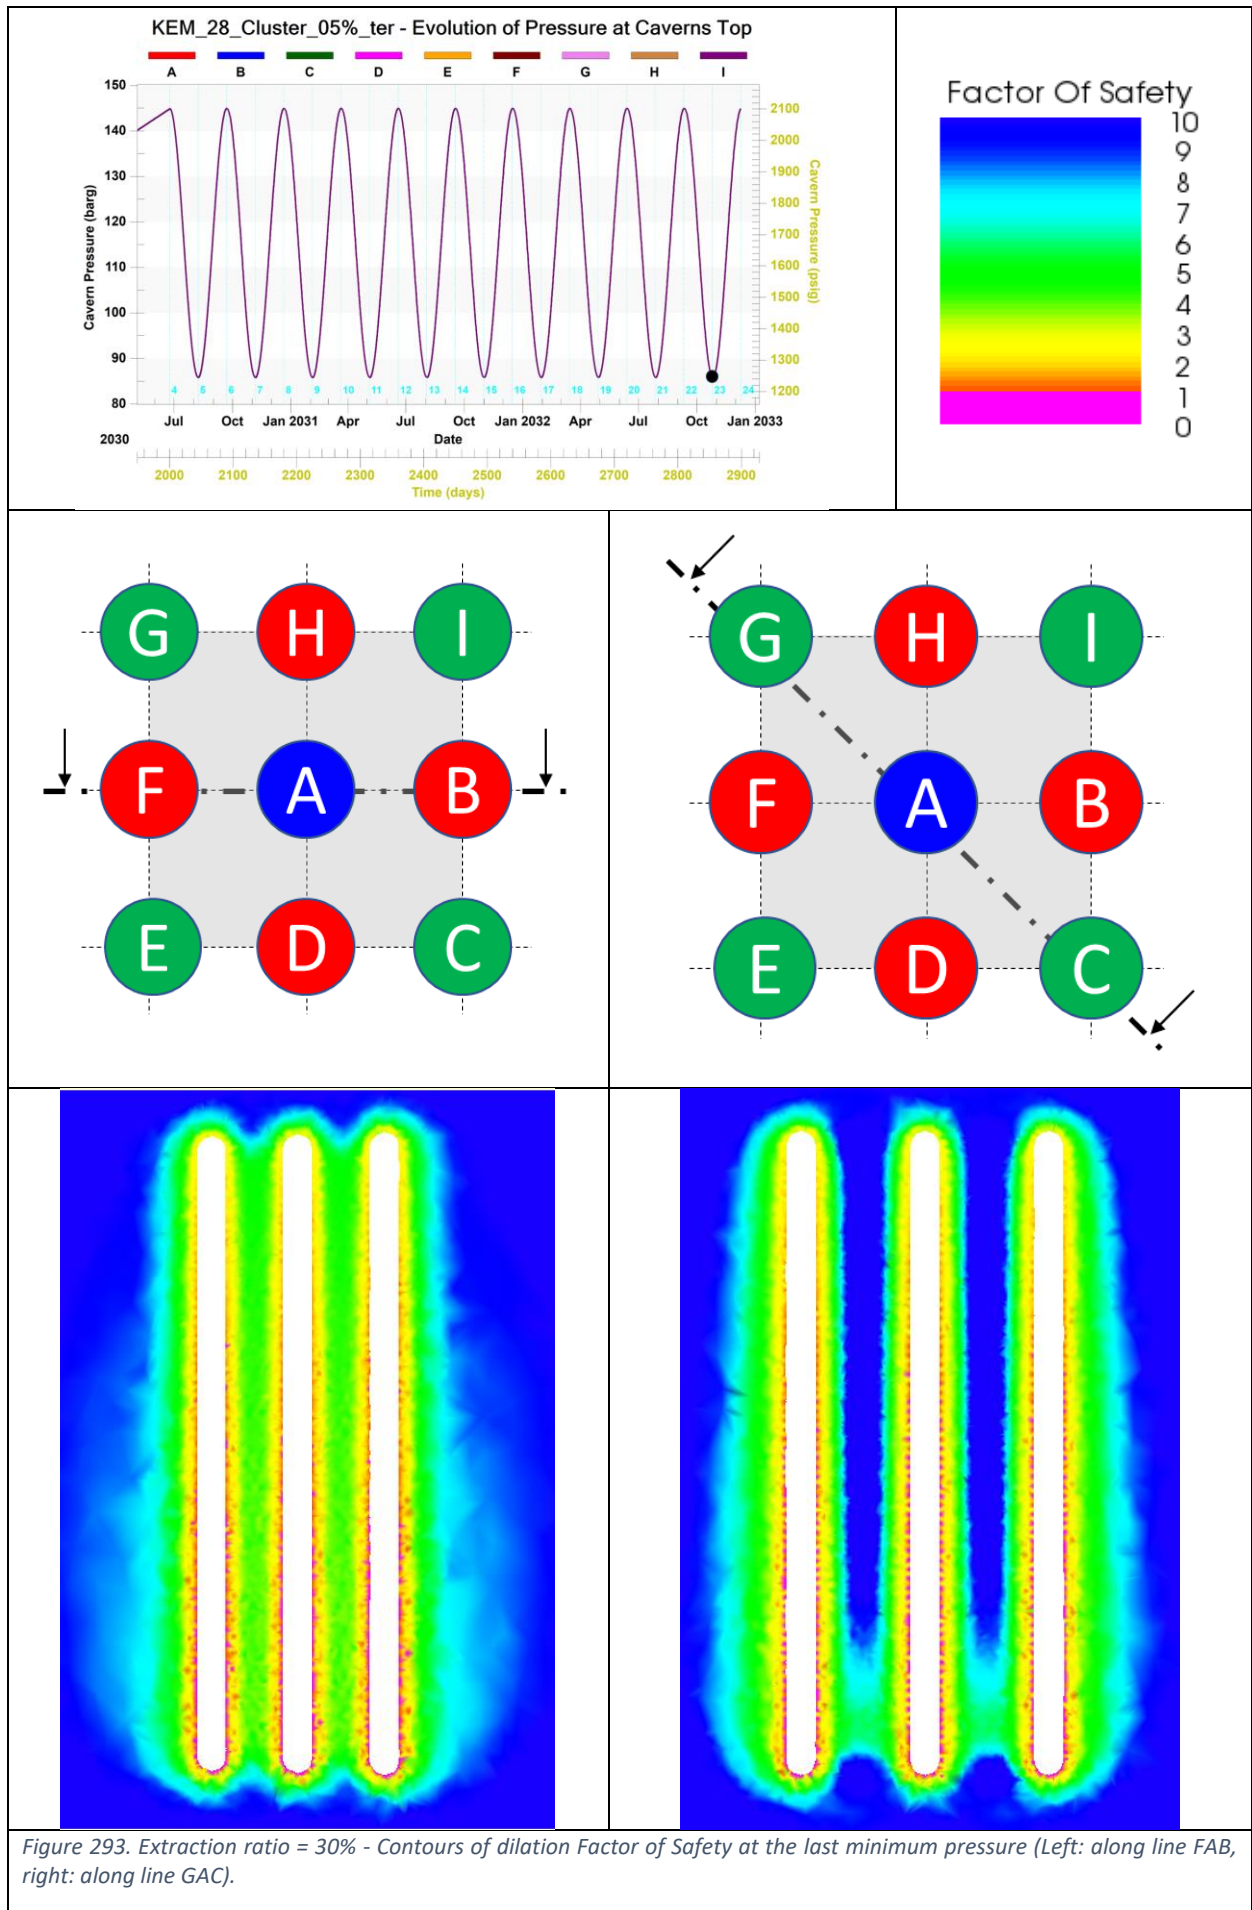 KEM_28_Cluster_05%_ter - Evolution of Pressure at Caverns Top
A B C D E F G H I
150
140
130
120
110
100
90
80
Cavern Pressure (barg)
2100
2000
1900
1800
1700
1600
1500
1400
1300
1200
Cavern Pressure (psig)
4 5 6 7 8 9 10 11 12 13 14 15 16 17 18 19 20 21 22 23 24
Jul Oct Jan 2031 Apr Jul Oct Jan 2032 Apr Jul Oct Jan 2033
2030
Date
2000 2100 2200 2300 2400 2500 2600 2700 2800 2900
Time (days)
Factor Of Safety
10
9
8
7
6
5
4
3
2
1
0
G H I
F A B
E D C
G H I
F A B
E D C
Figure 293. Extraction ratio = 30% - Contours of dilation Factor of Safety at the last minimum pressure (Left: along line FAB,
right: along line GAC).